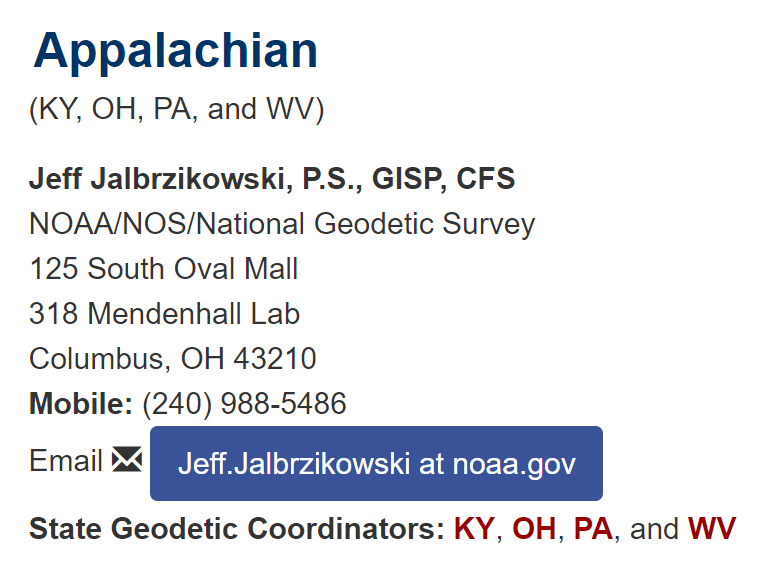 Appalachian
(KY, OH, PA, and WV)
Jeff Jalbrzikowski, P.S., GISP, CFS
NOAA/NOS/National Geodetic Survey
125 South Oval Mall
318 Mendenhall Lab
Columbus, OH 43210
Mobile: (240) 988-5486
Email Jeff.Jalbrzikowski at noaa.gov
State Geodetic Coordinators: KY, OH, PA, and WV